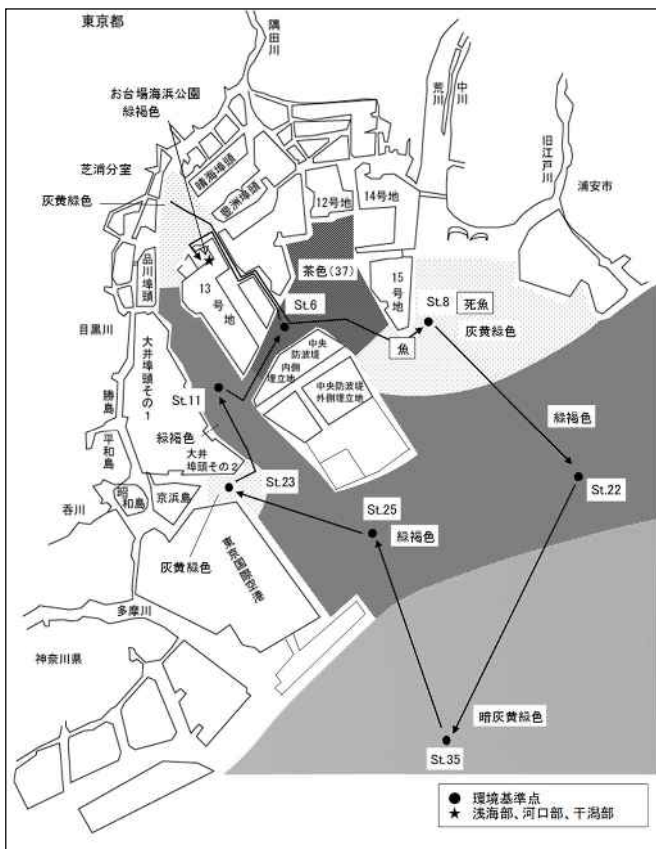 東京都
隅田川
荒川
中川
旧江戸川
お台場海浜公園
緑褐色
晴海埠頭
豊洲埠頭
芝浦分室
浦安市
灰黄緑色
12号地
14号地
品川埠頭
茶色(37)
15号地
13号地
St.6
St.8
死魚
灰黄緑色
目黒川
大井埠頭その1
中央
防波堤
内側
埋立地
魚
中央防波堤
外側埋立地
St.11
勝島
緑褐色
緑褐色
平和島
大井
埠頭その2
St.23
St.22
昭和島
京浜島
St.25
呑川
緑褐色
灰黄緑色
東京国際空港
多摩川
神奈川県
暗灰黄緑色
St.35
● 環境基準点
★ 浅海部、河口部、干潟部